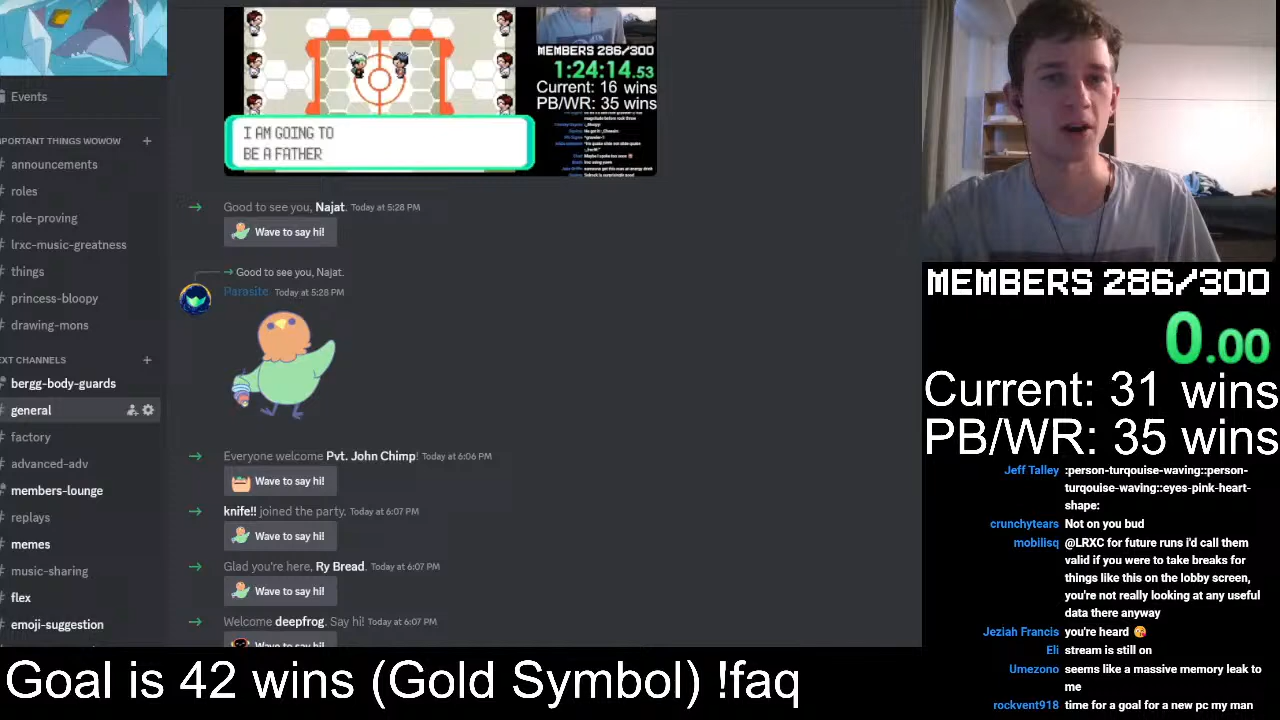 MEMBERS 286/300
1:24:14.53
Current: 16 wins
PB/WR: 35 wins
I AM GOING TO
BE A FATHER
Events
PORTANT THINGS WOWOW
announcements
roles
role-proving
lrxc-music-greatness
things
princess-bloopy
drawing-mons
EXT CHANNELS
bergg-body-guards
general
factory
advanced-adv
members-lounge
replays
memes
music-sharing
flex
emoji-suggestion
Good to see you, Najat. Today at 5:28 PM
Wave to say hi!
Good to see you, Najat.
Parasite Today at 5:28 PM
Everyone welcome Pvt. John Chimp! Today at 6:06 PM
Wave to say hi!
knife!! joined the party. Today at 6:07 PM
Wave to say hi!
Glad you're here, Ry Bread. Today at 6:07 PM
Wave to say hi!
Welcome deepfrog. Say hi! Today at 6:07 PM
Wave to say hi!
MEMBERS 286/300
0.00
Current: 31 wins
PB/WR: 35 wins
Jeff Talley :person-turqouise-waving::person-
turqouise-waving::eyes-pink-heart-
shape:
crunchytears Not on you bud
mobilisq @LRXC for future runs i'd call them
valid if you were to take breaks for
things like this on the lobby screen,
you're not really looking at any useful
data there anyway
Jeziah Francis you're heard 😘
Eli stream is still on
Umezono seems like a massive memory leak to
me
rockvent918 time for a goal for a new pc my man
Goal is 42 wins (Gold Symbol) !faq